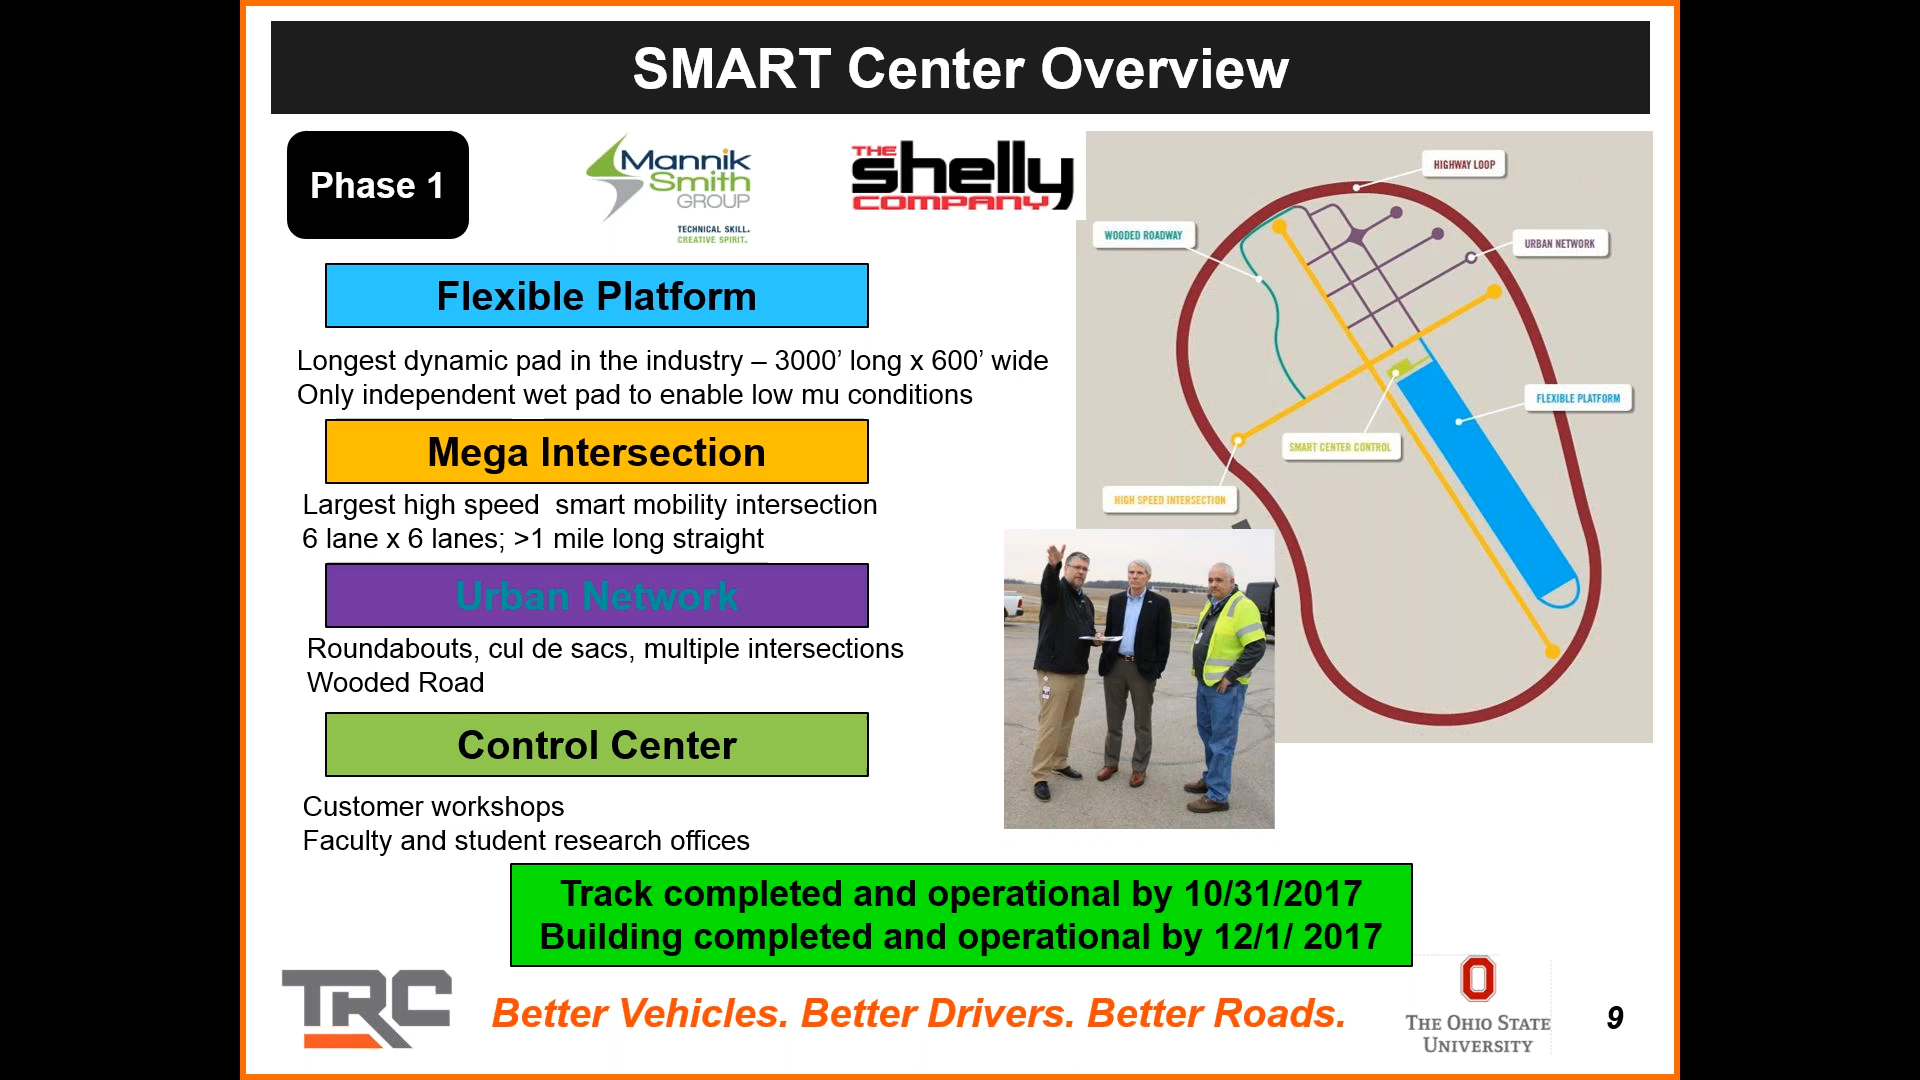 SMART Center Overview
Phase 1
Mannik
Smith
GROUP
TECHNICAL SKILL.
CREATIVE SPIRIT.
THE
shelly
COMPANY
Flexible Platform
Longest dynamic pad in the industry – 3000’ long x 600’ wide
Only independent wet pad to enable low mu conditions
Mega Intersection
Largest high speed  smart mobility intersection
6 lane x 6 lanes; >1 mile long straight
Urban Network
Roundabouts, cul de sacs, multiple intersections
Wooded Road
Control Center
Customer workshops
Faculty and student research offices
HIGHWAY LOOP
WOODED ROADWAY
URBAN NETWORK
FLEXIBLE PLATFORM
SMART CENTER CONTROL
HIGH SPEED INTERSECTION
Track completed and operational by 10/31/2017
Building completed and operational by 12/1/ 2017
TRC
Better Vehicles. Better Drivers. Better Roads.
O
THE OHIO STATE
UNIVERSITY
9